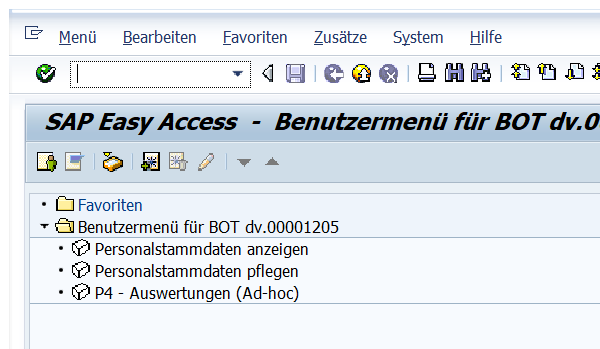 Menü Bearbeiten Favoriten Zusätze System Hilfe
SAP Easy Access - Benutzermenü für BOT dv.0
Favoriten
Benutzermenü für BOT dv.00001205
Personalstammdaten anzeigen
Personalstammdaten pflegen
P4 - Auswertungen (Ad-hoc)